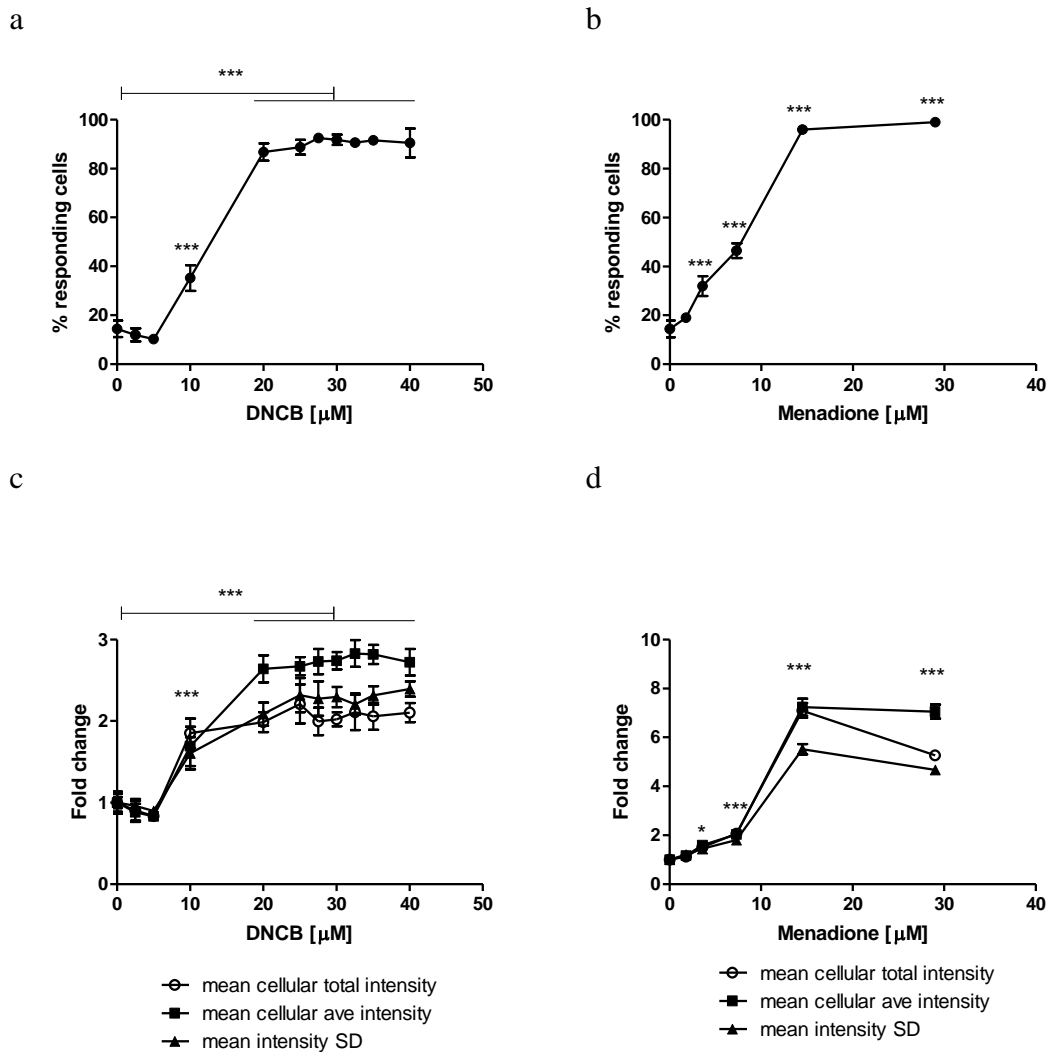 a
***
***
100
80
60
40
20
0
% responding cells
0 10 20 30 40 50
DNCB [μM]
b
***
***
***
***
100
80
60
40
20
0
% responding cells
0 10 20 30 40
Menadione [μM]
c
***
***
3
2
1
0
Fold change
0 10 20 30 40 50
DNCB [μM]
mean cellular total intensity
mean cellular ave intensity
mean intensity SD
d
***
***
***
*
10
8
6
4
2
0
Fold change
0 10 20 30 40
Menadione [μM]
mean cellular total intensity
mean cellular ave intensity
mean intensity SD